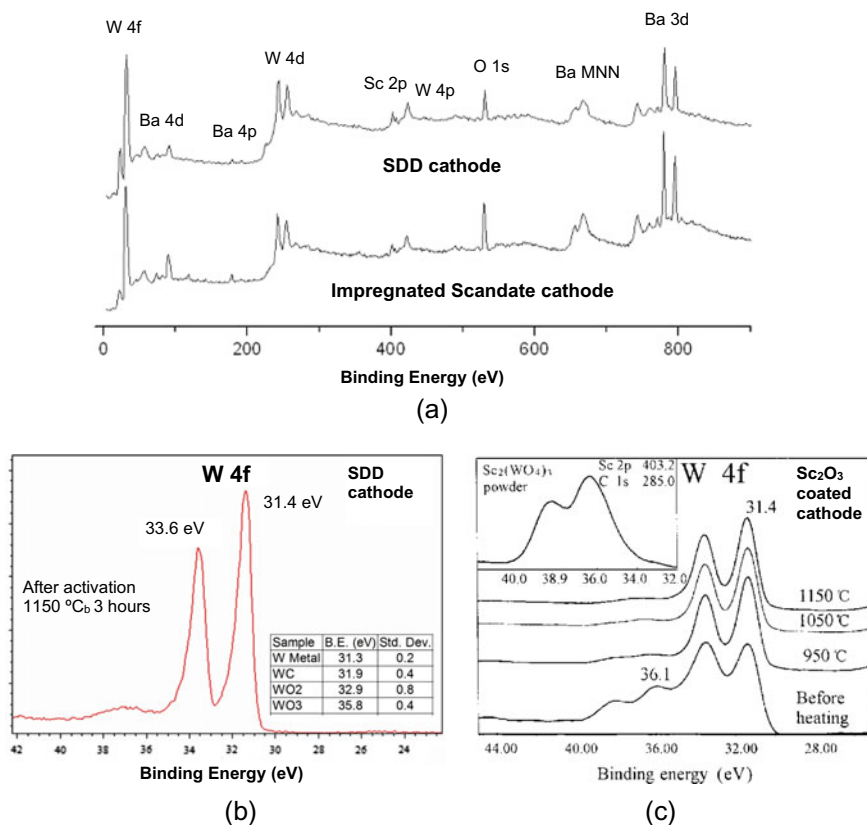 W 4f
Ba 4d
Ba 4p
W 4d
Sc 2p
W 4p
O 1s
Ba MNN
Ba 3d
SDD cathode
Impregnated Scandate cathode
0 200 400 600 800
Binding Energy (eV)
(a)
W 4f
SDD
cathode
31.4 eV
33.6 eV
After activation
1150 ºC_b 3 hours
Sample B.E. (eV) Std. Dev.
W Metal 31.3 0.2
WC 31.9 0.4
WO2 32.9 0.8
WO3 35.8 0.4
42 40 38 36 34 32 30 28 26 24
Binding Energy (eV)
(b)
Sc₂(WO₄)₃
powder
Sc 2p 403.2
C 1s 285.0
40.0 38.9 36.0 34.0 32.0
W 4f
Sc₂O₃
coated
cathode
31.4
1150 ℃
1050 ℃
950 ℃
36.1
Before
heating
44.00 40.00 36.00 32.00 28.00
Binding energy (eV)
(c)